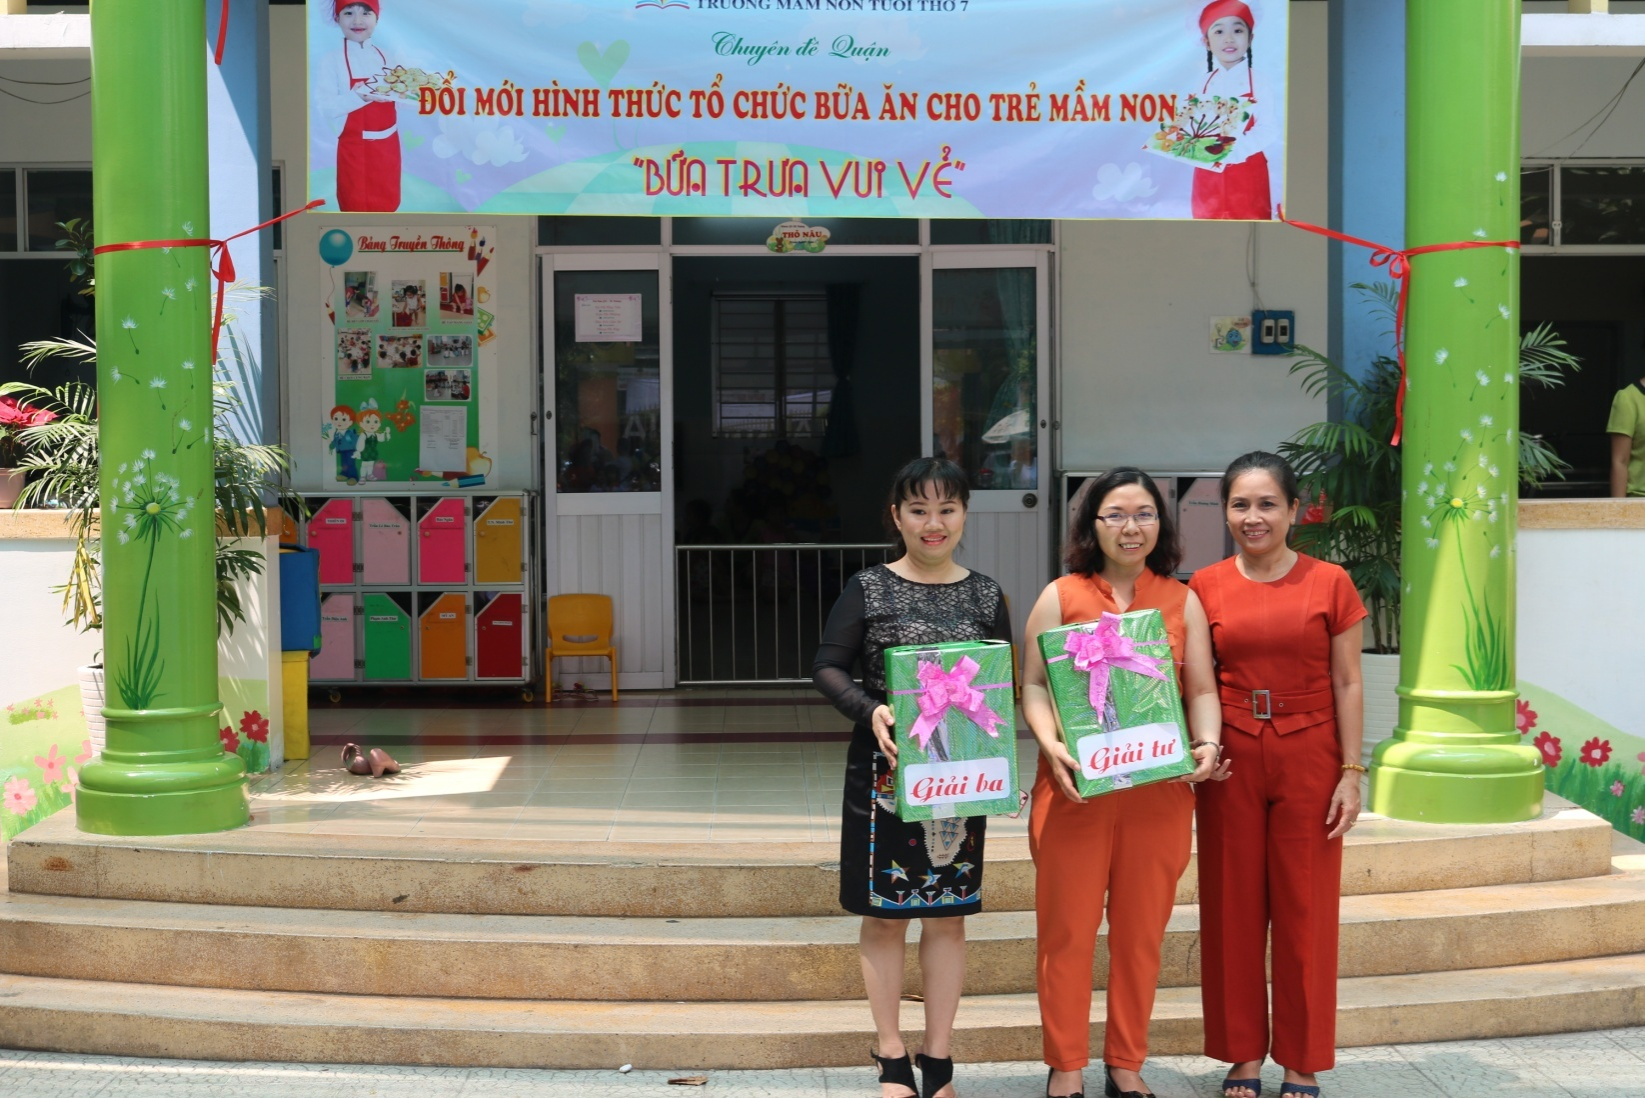 TRƯỜNG MẦM NON TUỔI THƠ 7
Chuyên đề Quận
ĐỔI MỚI HÌNH THỨC TỔ CHỨC BỮA ĂN CHO TRẺ MẦM NON
"BỮA TRƯA VUI VẺ"
THỎ NÂU
Bảng Truyền Thông
Giải ba
Giải tư